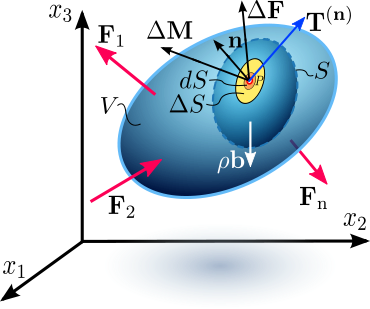 x₃
F₁
ΔM
ΔF
T⁽ⁿ⁾
n
dS
P
S
V
ΔS
ρb
F₂
Fₙ
x₂
x₁